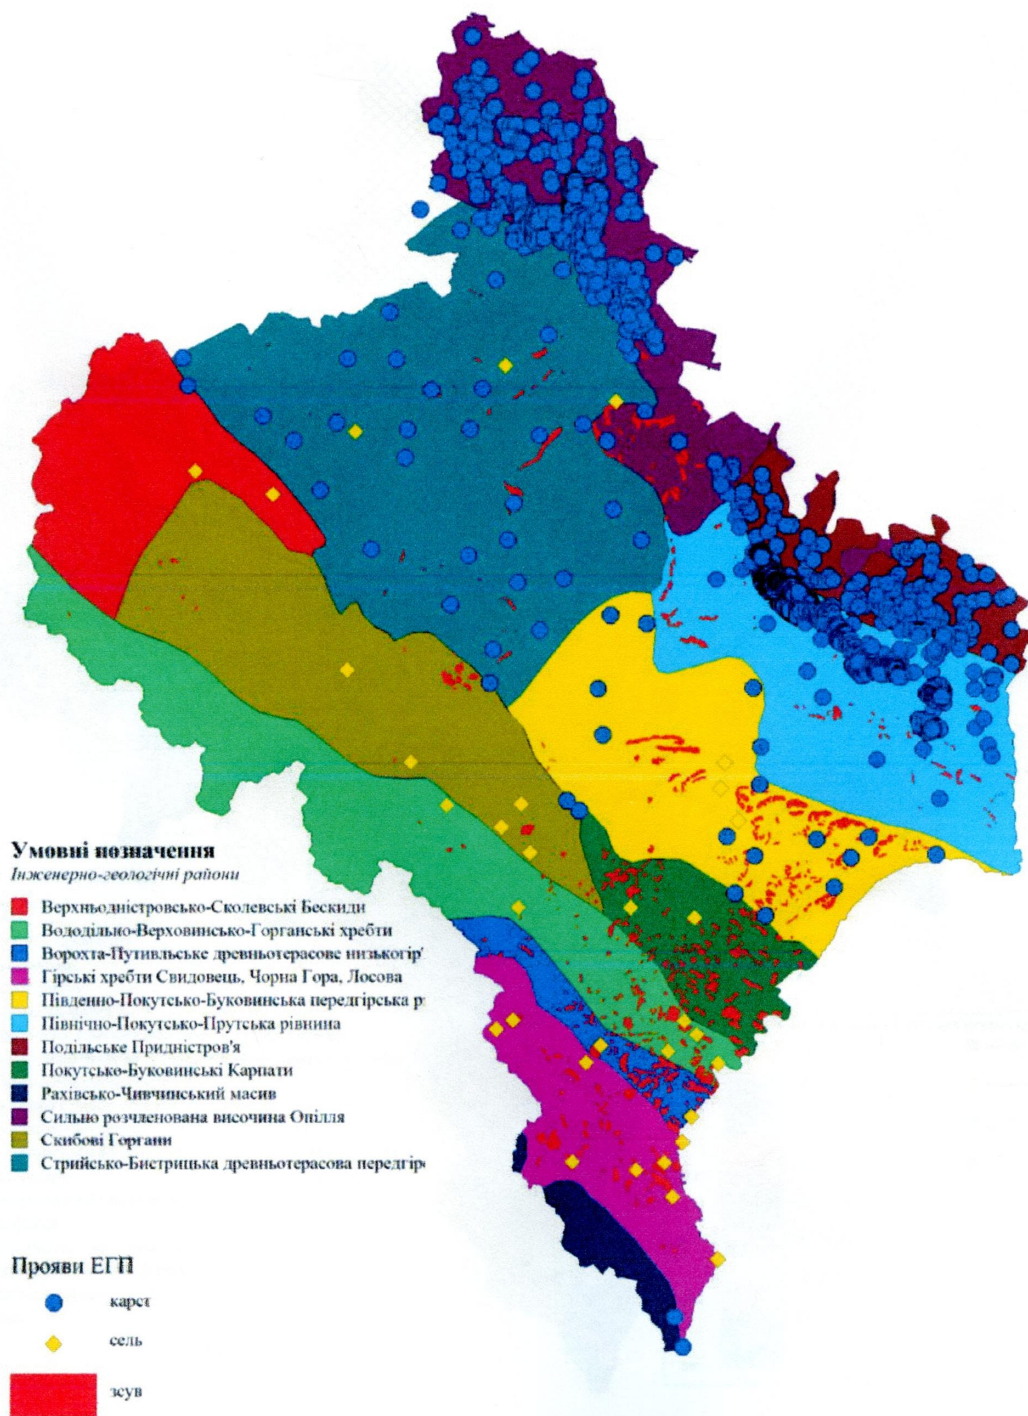 Умовні позначення
Інженерно-геологічні райони
Верхньодністровсько-Сколевські Бескиди
Вододільно-Верховинсько-Горганські хребти
Ворохта-Путивльське древньотерасове низькогір'
Гірські хребти Свидовець, Чорна Гора, Лосова
Південно-Покутсько-Буковинська передгірська р
Північно-Покутсько-Прутська рівнина
Подільське Придністров'я
Покутсько-Буковинські Карпати
Рахівсько-Чивчинський масив
Сильно розчленована височина Опілля
Скибові Горгани
Стрийсько-Бистрицька древньотерасова передгір
Прояви ЕГП
карст
сель
зсув